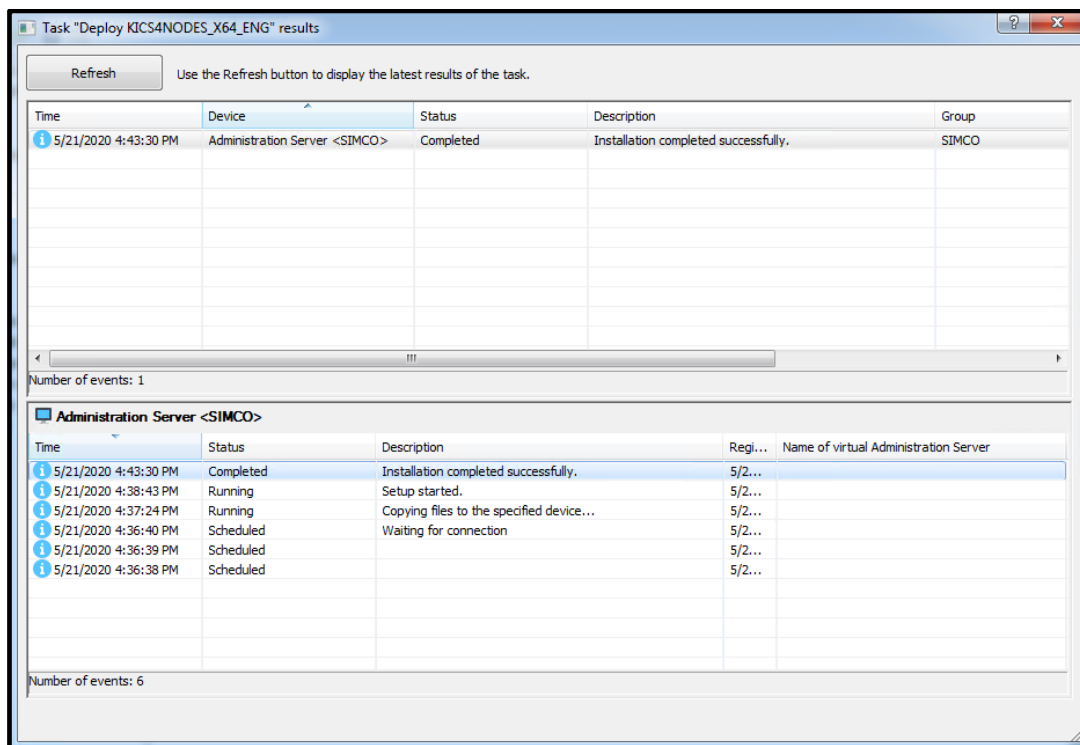 Task "Deploy KICS4NODES_X64_ENG" results
Refresh Use the Refresh button to display the latest results of the task.
Time Device Status Description Group
5/21/2020 4:43:30 PM Administration Server <SIMCO> Completed Installation completed successfully. SIMCO
Number of events: 1
Administration Server <SIMCO>
Time Status Description Regi... Name of virtual Administration Server
5/21/2020 4:43:30 PM Completed Installation completed successfully. 5/2...
5/21/2020 4:38:43 PM Running Setup started. 5/2...
5/21/2020 4:37:24 PM Running Copying files to the specified device... 5/2...
5/21/2020 4:36:40 PM Scheduled Waiting for connection 5/2...
5/21/2020 4:36:39 PM Scheduled 5/2...
5/21/2020 4:36:38 PM Scheduled 5/2...
Number of events: 6